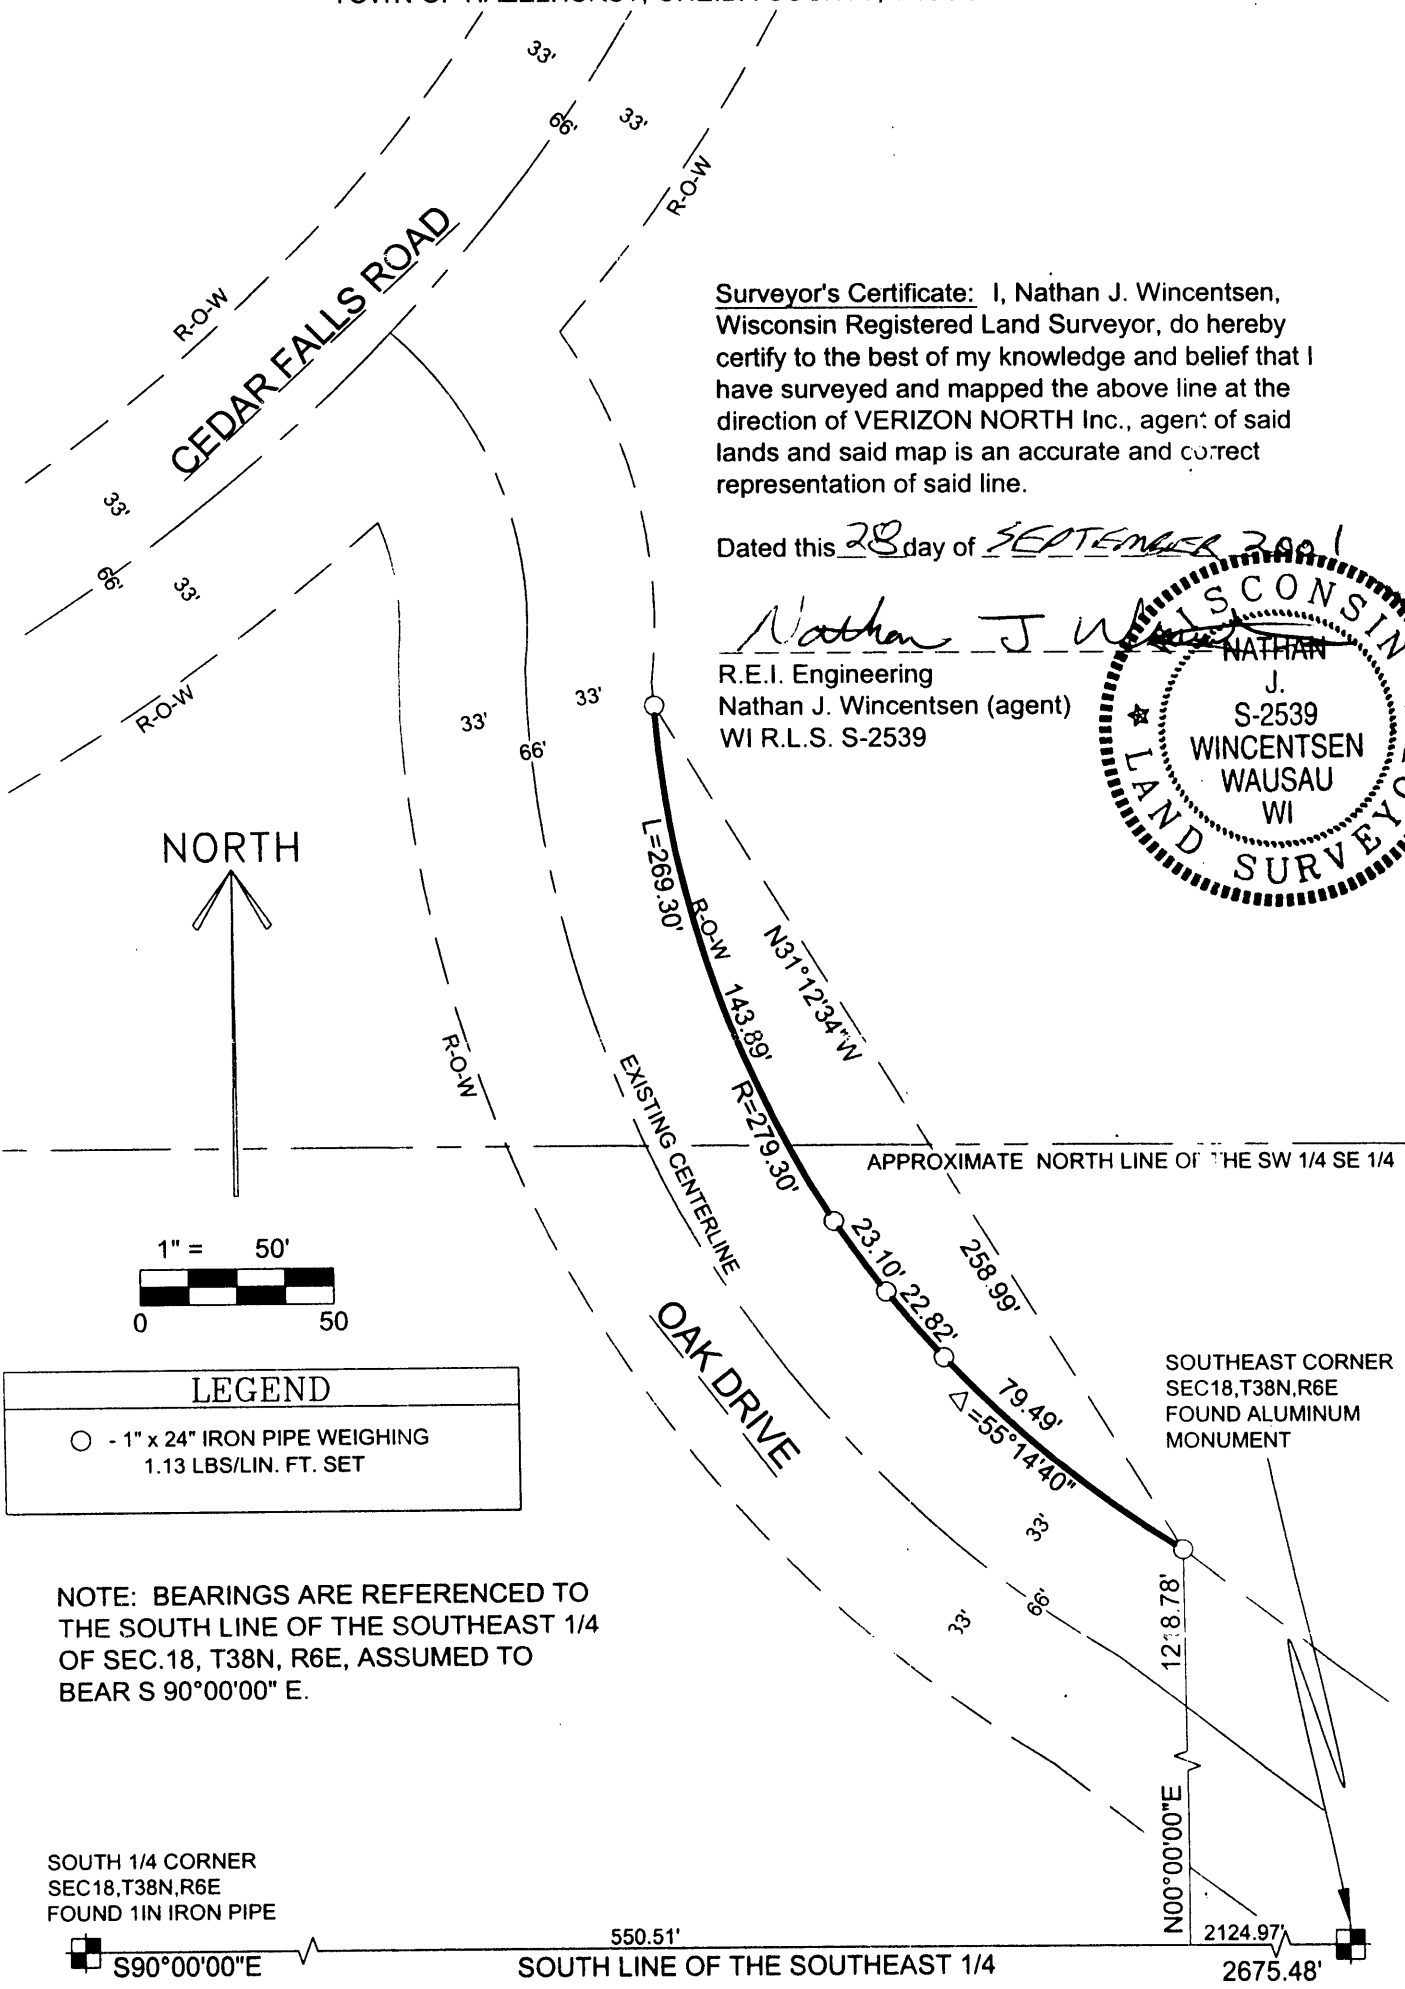 33'
66'
33'
R-O-W
R-O-W
CEDAR FALLS ROAD
33'
66'
33'
R-O-W
Surveyor's Certificate: I, Nathan J. Wincentsen,
Wisconsin Registered Land Surveyor, do hereby
certify to the best of my knowledge and belief that I
have surveyed and mapped the above line at the
direction of VERIZON NORTH Inc., agent of said
lands and said map is an accurate and correct
representation of said line.
Dated this 28 day of SEPTEMBER 2001
Nathan J
R.E.I. Engineering
Nathan J. Wincentsen (agent)
WI R.L.S. S-2539
WISCONSIN
NATHAN
J.
S-2539
WINCENTSEN
WAUSAU
WI
LAND SURVEYO
33'
33'
66'
NORTH
L=269.30'
R-O-W
143.89'
R=279.30'
N31°12'34"W
R-O-W
EXISTING CENTERLINE
APPROXIMATE NORTH LINE OF THE SW 1/4 SE 1/4
23.10'
22.82'
258.99'
79.49'
Δ=55°14'40"
OAK DRIVE
1" = 50'
0 50
LEGEND
- 1" x 24" IRON PIPE WEIGHING
1.13 LBS/LIN. FT. SET
SOUTHEAST CORNER
SEC18,T38N,R6E
FOUND ALUMINUM
MONUMENT
33'
66'
33'
NOTE: BEARINGS ARE REFERENCED TO
THE SOUTH LINE OF THE SOUTHEAST 1/4
OF SEC.18, T38N, R6E, ASSUMED TO
BEAR S 90°00'00" E.
1218.78'
N00°00'00"E
SOUTH 1/4 CORNER
SEC18,T38N,R6E
FOUND 1IN IRON PIPE
550.51'
2124.97'
S90°00'00"E
SOUTH LINE OF THE SOUTHEAST 1/4
2675.48'